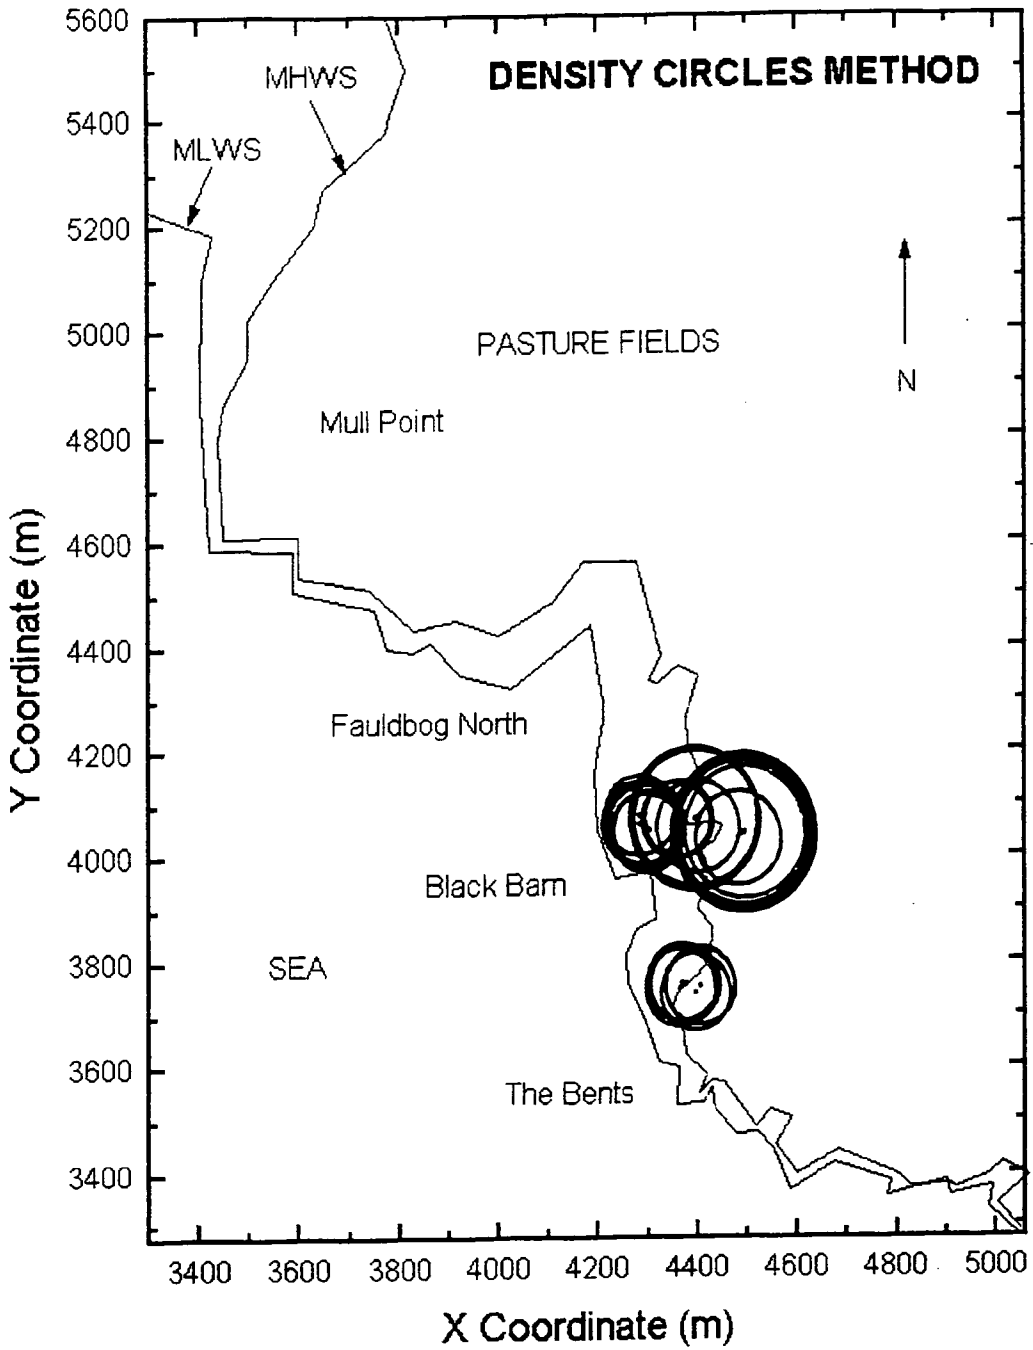 DENSITY CIRCLES METHOD
MHWS
MLWS
N
PASTURE FIELDS
Mull Point
Fauldbog North
Black Barn
SEA
The Bents
5600
5400
5200
5000
4800
4600
4400
4200
4000
3800
3600
3400
Y Coordinate (m)
3400 3600 3800 4000 4200 4400 4600 4800 5000
X Coordinate (m)